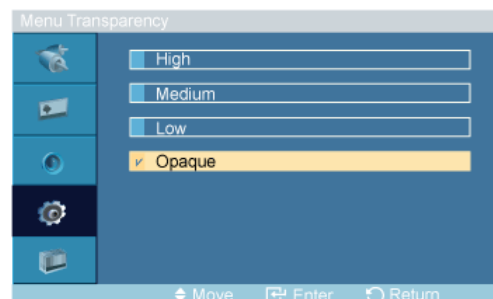 Menu Transparency
High
Medium
Low
Opaque
Move Enter Return